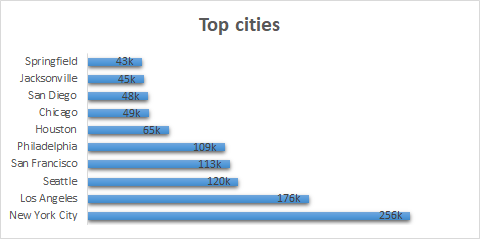 Top cities
Springfield 43k
Jacksonville 45k
San Diego 48k
Chicago 49k
Houston 65k
Philadelphia 109k
San Francisco 113k
Seattle 120k
Los Angeles 176k
New York City 256k